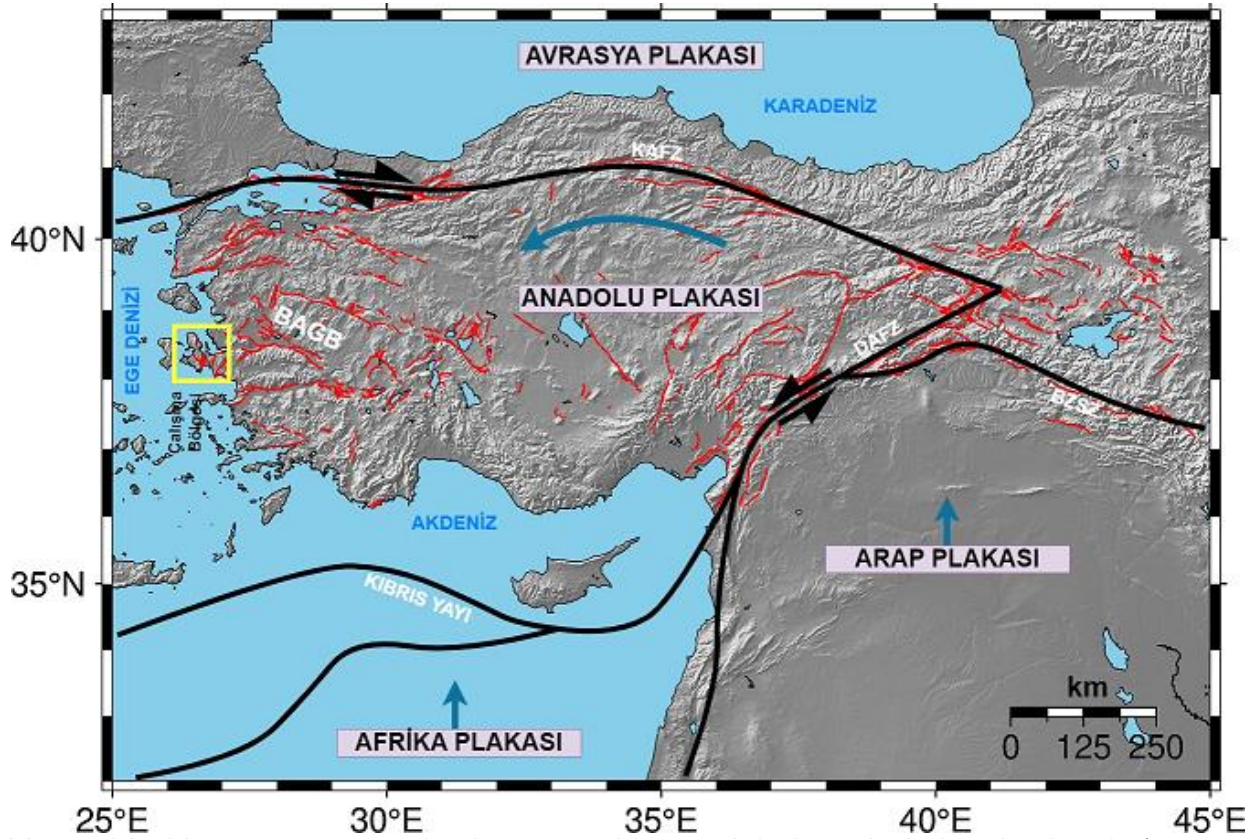 AVRASYA PLAKASI
KARADENİZ
KAFZ
40°N
EGE DENİZİ
ANADOLU PLAKASI
BAGB
DAFZ
Çalışma
Bölgesi
BZSZ
AKDENİZ
ARAP PLAKASI
35°N
KIBRIS YAYI
km
AFRİKA PLAKASI
0 125 250
25°E 30°E 35°E 40°E 45°E